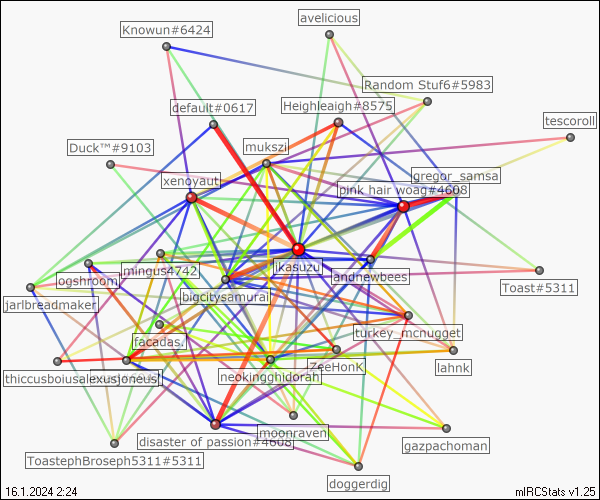 avelicious
Knowun#6424
Random Stuf6#5983
default#0617
Heighleaigh#8575
tescoroll
Duck™#9103
mukszi
gregor_samsa
xenoyaut
pink hair woag#4608
jkasuzu
mingus4742
andnewbees
ogshroom
Toast#5311
jarlbreadmaker
bigcitysamurai
turkey_mcnugget
facadas.
ZeeHonK
lahnk
thiccusboiusalexusjoneus
neokingghidorah
disaster of passion#4608
moonraven
gazpachoman
ToastephBroseph5311#5311
doggerdig
16.1.2024 2:24
mIRCStats v1.25